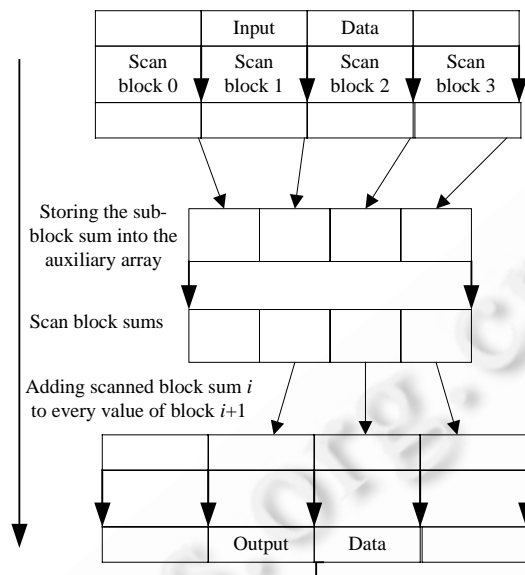 Input Data
Scan block 0
Scan block 1
Scan block 2
Scan block 3
Storing the sub-
block sum into the
auxiliary array
Scan block sums
Adding scanned block sum i
to every value of block i+1
Output Data